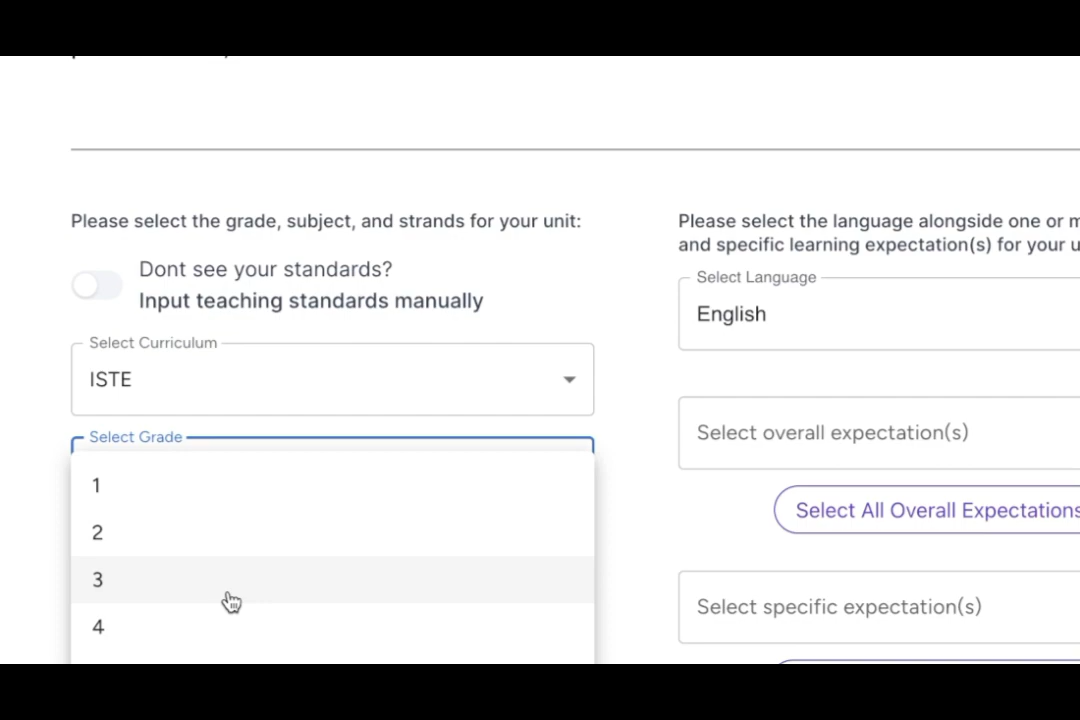 Please select the grade, subject, and strands for your unit:
Dont see your standards?
Input teaching standards manually
Select Curriculum
ISTE
Select Grade
1
2
3
4
Please select the language alongside one or m
and specific learning expectation(s) for your u
Select Language
English
Select overall expectation(s)
Select All Overall Expectations
Select specific expectation(s)